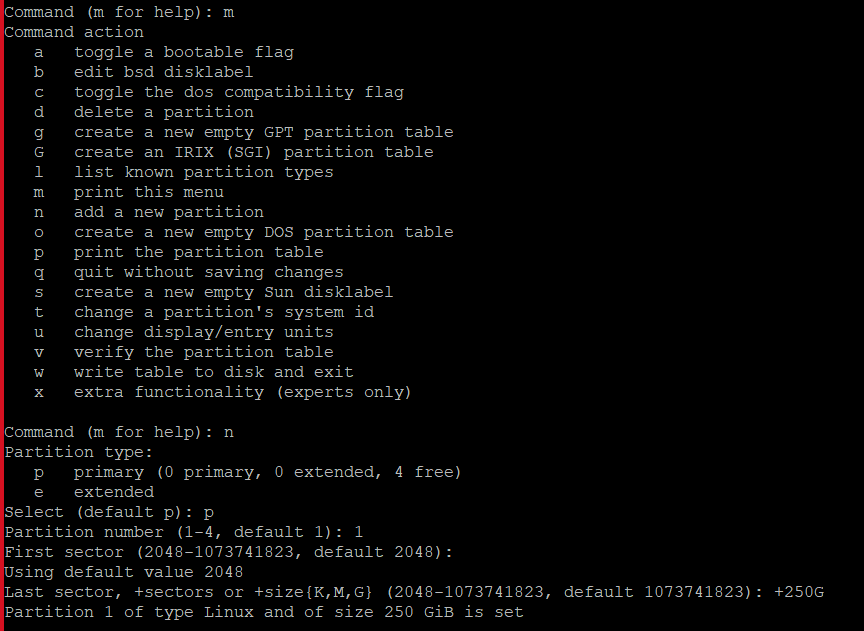 Command (m for help): m
Command action
a toggle a bootable flag
b edit bsd disklabel
c toggle the dos compatibility flag
d delete a partition
g create a new empty GPT partition table
G create an IRIX (SGI) partition table
l list known partition types
m print this menu
n add a new partition
o create a new empty DOS partition table
p print the partition table
q quit without saving changes
s create a new empty Sun disklabel
t change a partition's system id
u change display/entry units
v verify the partition table
w write table to disk and exit
x extra functionality (experts only)
Command (m for help): n
Partition type:
p primary (0 primary, 0 extended, 4 free)
e extended
Select (default p): p
Partition number (1-4, default 1): 1
First sector (2048-1073741823, default 2048):
Using default value 2048
Last sector, +sectors or +size{K,M,G} (2048-1073741823, default 1073741823): +250G
Partition 1 of type Linux and of size 250 GiB is set